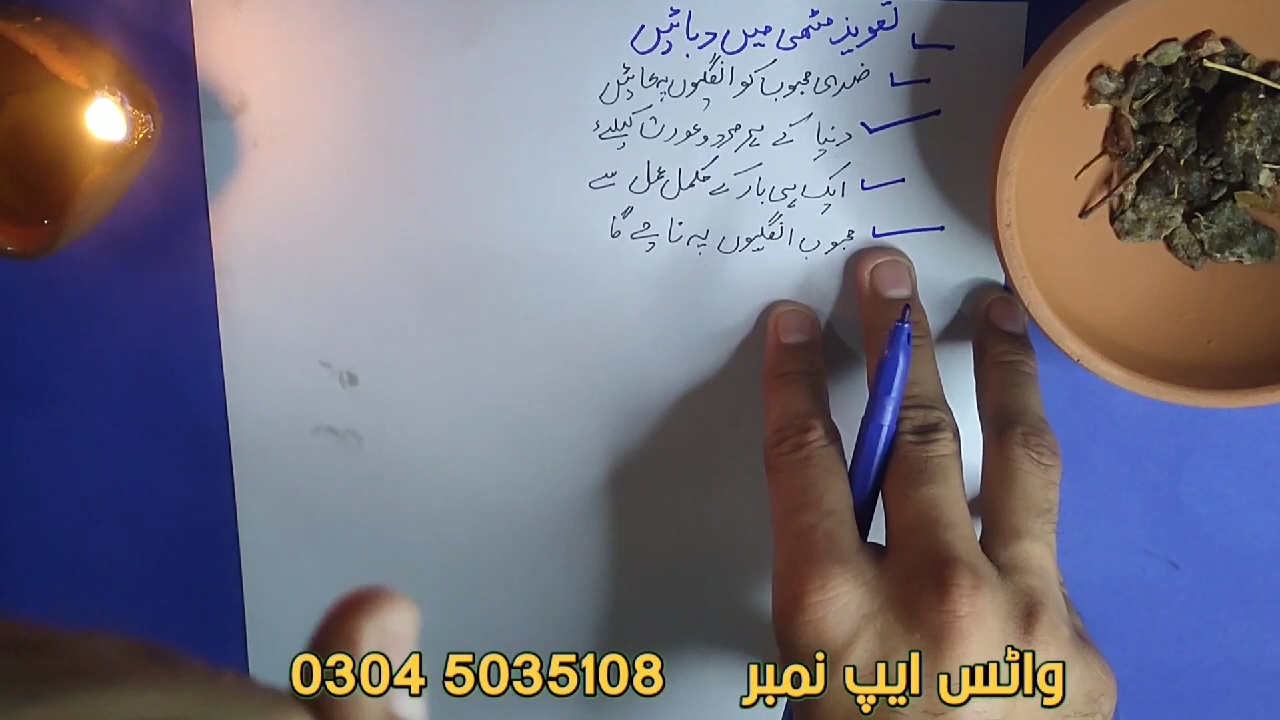 تعویذ مٹھی میں دبائیں
ضدی محبوب کو انگلیوں پہ نچائیں
دنیا کے ہر مرد و عورت کیلئے
ایک ہی بار کے مکمل عمل سے
محبوب انگلیوں پہ ناچے گا
واٹس ایپ نمبر 0304 5035108